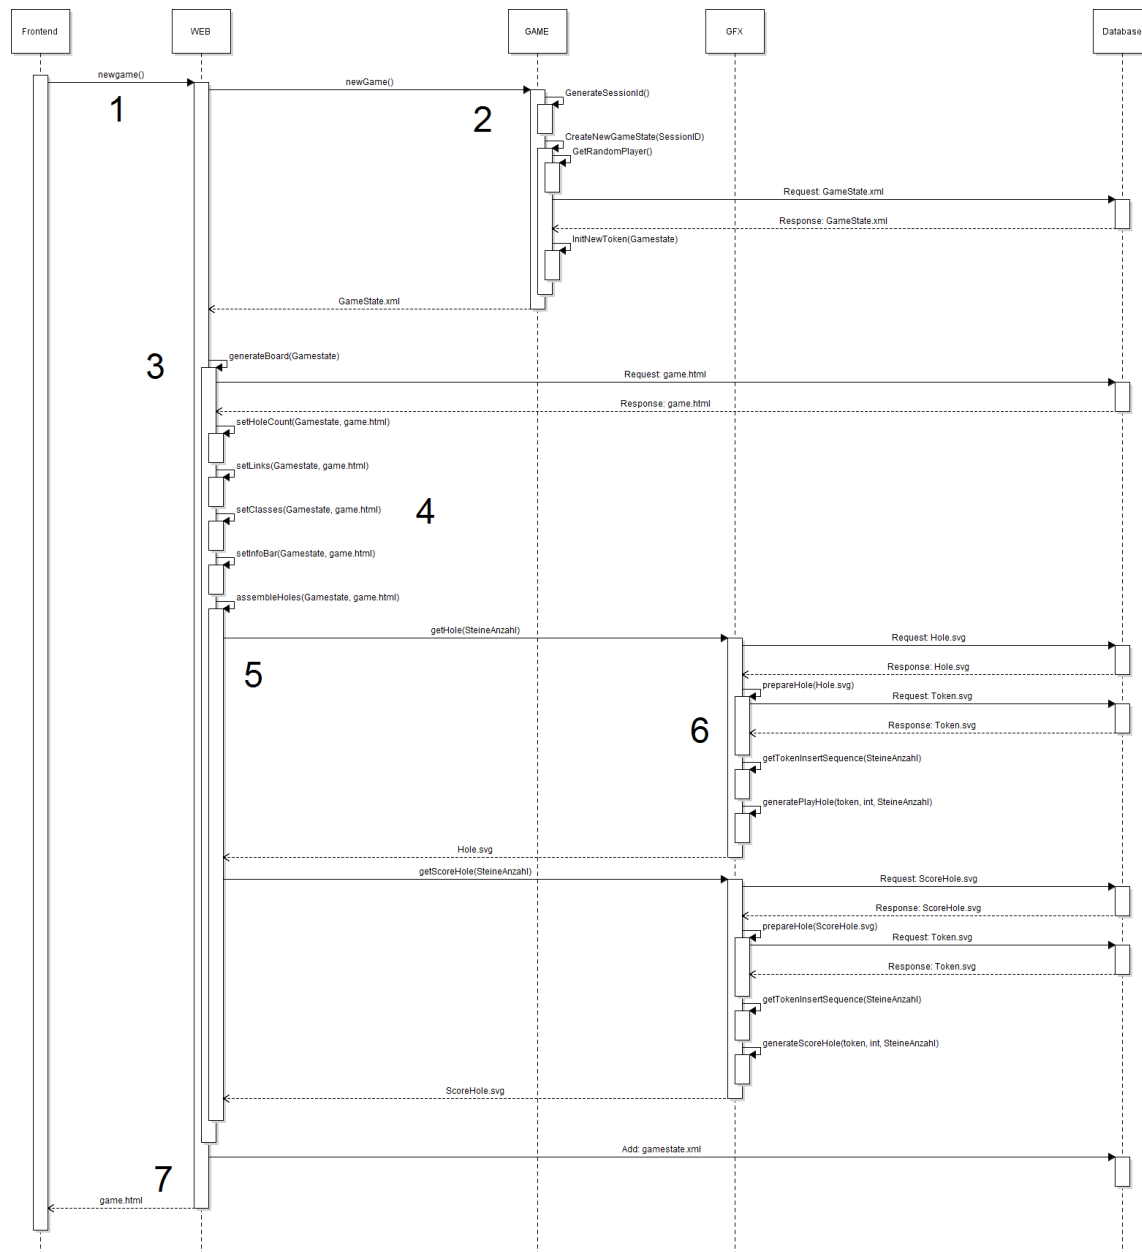 Frontend
WEB
GAME
GFX
Database
newgame()
newGame()
1
2
GenerateSessionId()
CreateNewGameState(SessionID)
GetRandomPlayer()
Request: GameState.xml
Response: GameState.xml
InitNewToken(Gamestate)
GameState.xml
3
generateBoard(Gamestate)
Request: game.html
Response: game.html
setHoleCount(Gamestate, game.html)
setLinks(Gamestate, game.html)
4
setClasses(Gamestate, game.html)
setInfoBar(Gamestate, game.html)
assembleHoles(Gamestate, game.html)
getHole(SteineAnzahl)
Request: Hole.svg
5
Response: Hole.svg
prepareHole(Hole.svg)
Request: Token.svg
6
Response: Token.svg
getTokenInsertSequence(SteineAnzahl)
generatePlayHole(token, int, SteineAnzahl)
Hole.svg
getScoreHole(SteineAnzahl)
Request: ScoreHole.svg
Response: ScoreHole.svg
prepareHole(ScoreHole.svg)
Request: Token.svg
Response: Token.svg
getTokenInsertSequence(SteineAnzahl)
generateScoreHole(token, int, SteineAnzahl)
ScoreHole.svg
Add: gamestate.xml
7
game.html